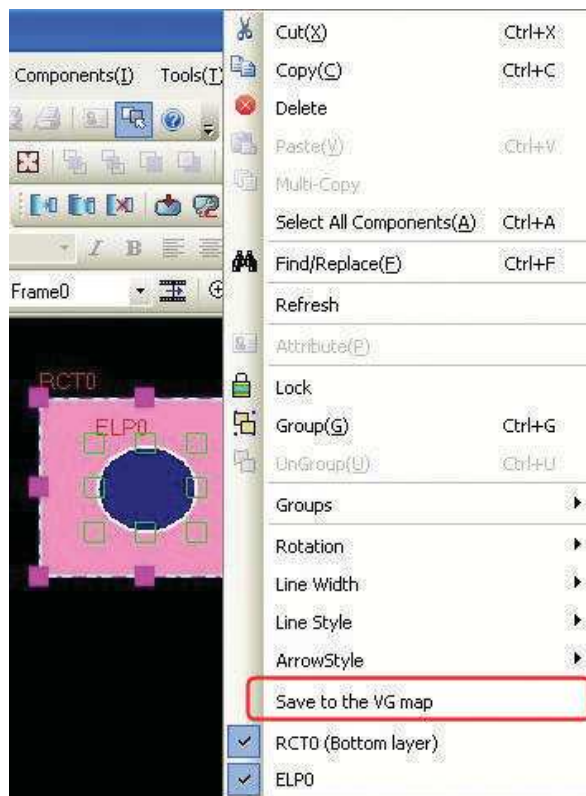 Components(I) Tools(T)
Frame0
I B
RCT0
ELP0
Cut(X) Ctrl+X
Copy(C) Ctrl+C
Delete
Paste(V) Ctrl+V
Multi-Copy
Select All Components(A) Ctrl+A
Find/Replace(F) Ctrl+F
Refresh
Attribute(P)
Lock
Group(G) Ctrl+G
UnGroup(U) Ctrl+U
Groups
Rotation
Line Width
Line Style
ArrowStyle
Save to the VG map
RCT0 (Bottom layer)
ELP0